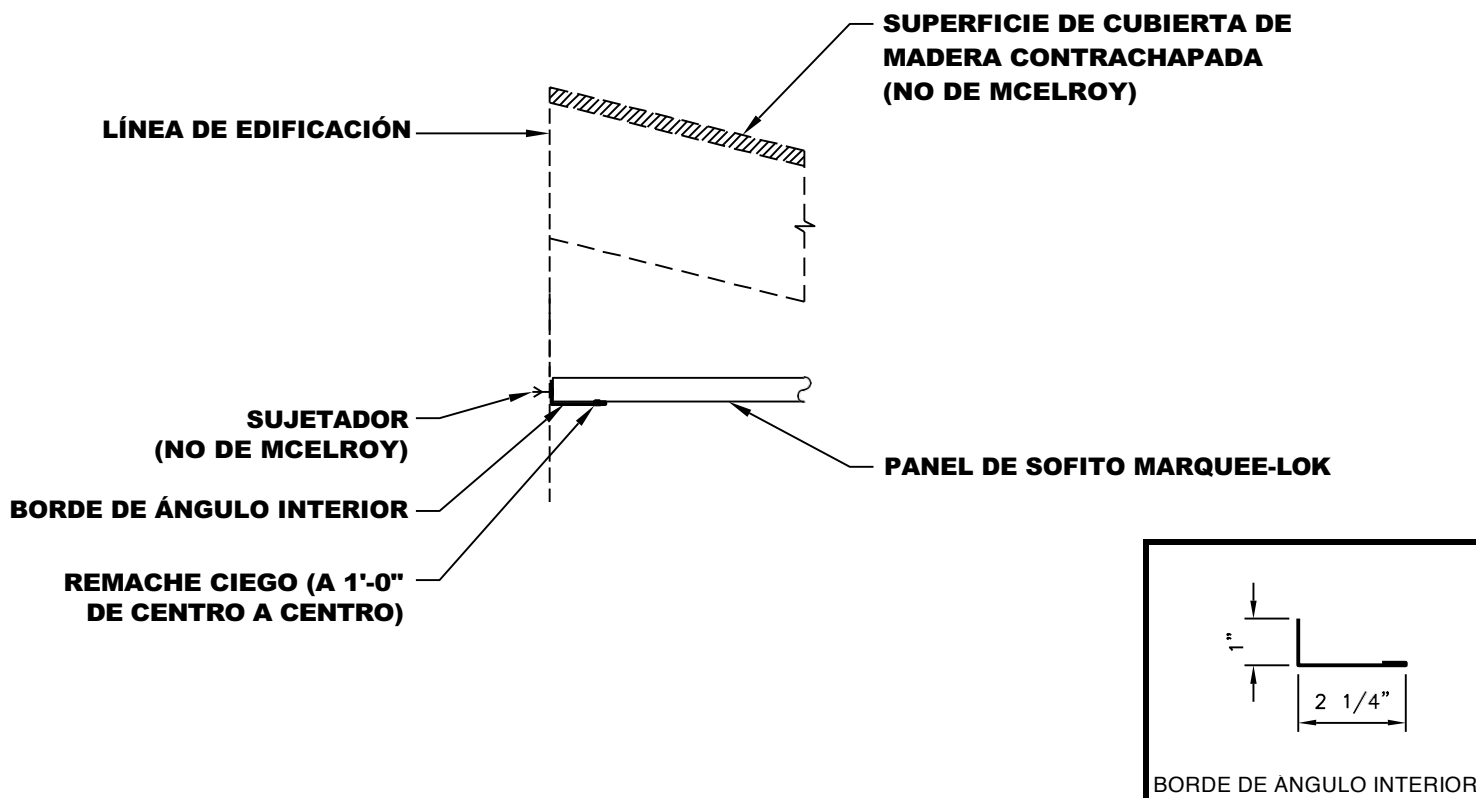 SUPERFICIE DE CUBIERTA DE
MADERA CONTRACHAPADA
(NO DE MCELROY)
LÍNEA DE EDIFICACIÓN
SUJETADOR
(NO DE MCELROY)
PANEL DE SOFITO MARQUEE-LOK
BORDE DE ÁNGULO INTERIOR
REMACHE CIEGO (A 1'-0"
DE CENTRO A CENTRO)
1”
2 1/4”
BORDE DE ÁNGULO INTERIOR